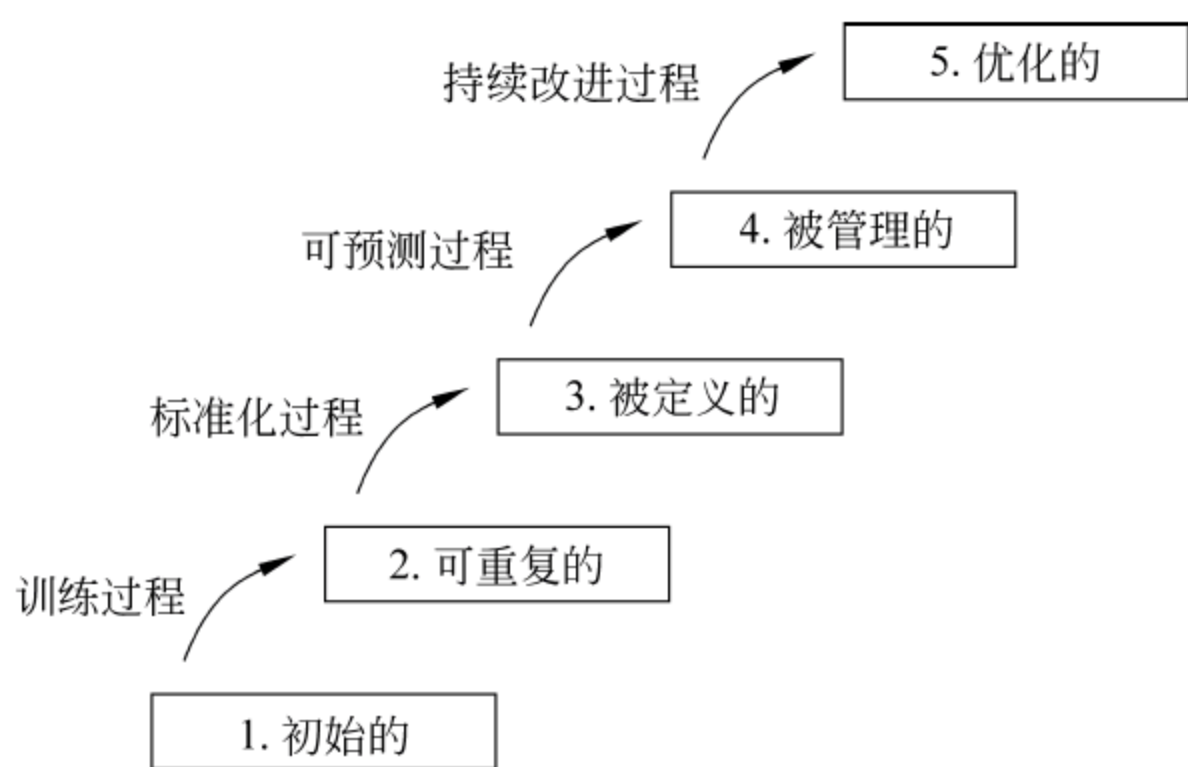 5. 优化的
持续改进过程
4. 被管理的
可预测过程
3. 被定义的
标准化过程
2. 可重复的
训练过程
1. 初始的